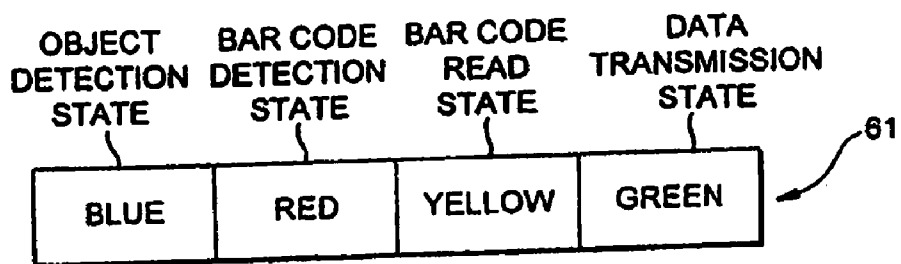 OBJECT
DETECTION
STATE
BAR CODE
DETECTION
STATE
BAR CODE
READ
STATE
DATA
TRANSMISSION
STATE
61
BLUE
RED
YELLOW
GREEN